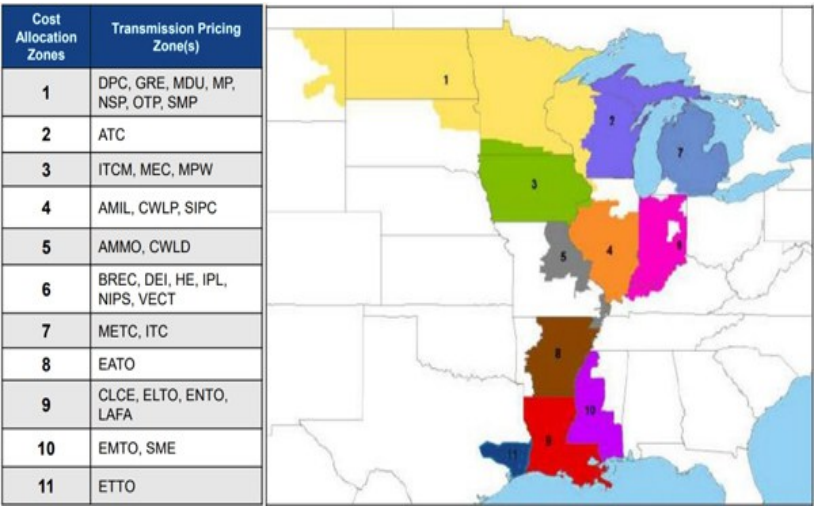 Cost
Allocation
Zones
Transmission Pricing
Zone(s)
1
DPC, GRE, MDU, MP,
NSP, OTP, SMP
2
ATC
3
ITCM, MEC, MPW
4
AMIL, CWLP, SIPC
5
AMMO, CWLD
6
BREC, DEI, HE, IPL,
NIPS, VECT
7
METC, ITC
8
EATO
9
CLCE, ELTO, ENTO,
LAFA
10
EMTO, SME
11
ETTO
1
2
7
3
6
4
5
8
10
9
11